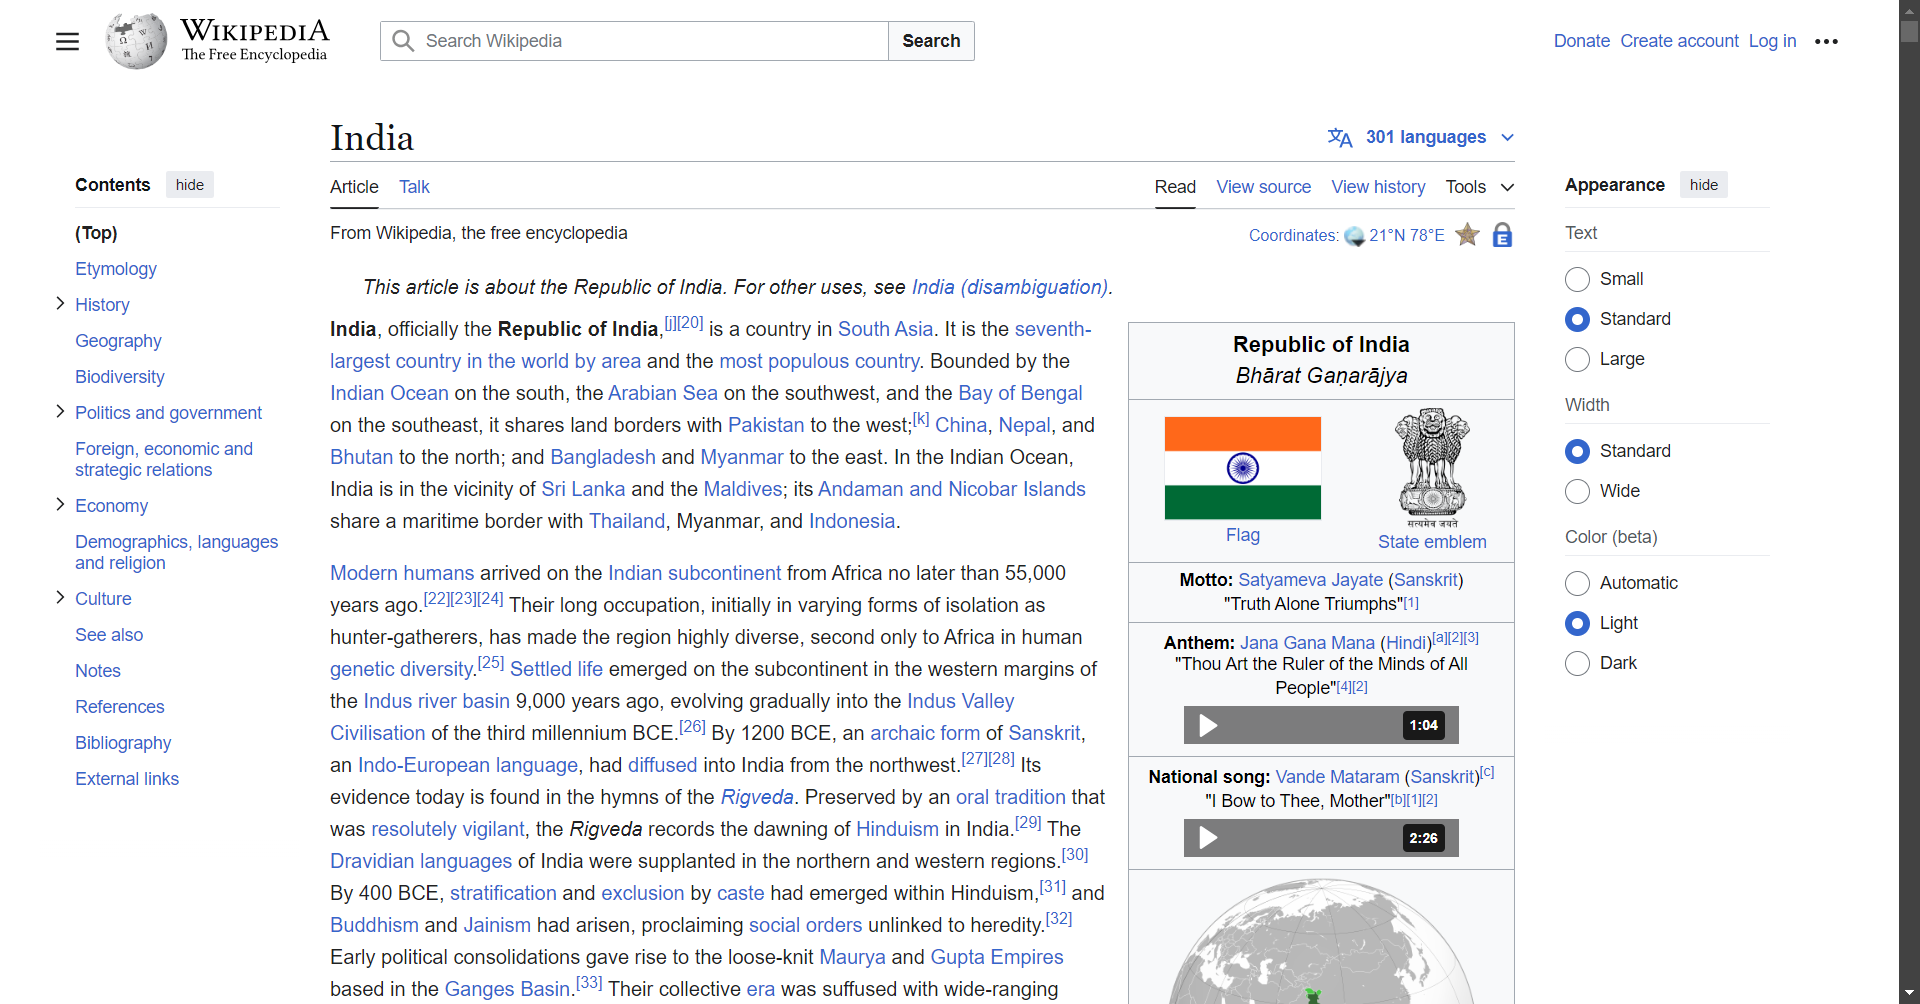 WIKIPEDIA
The Free Encyclopedia
Search Wikipedia
Search
Donate Create account Log in
India
301 languages
Contents hide
(Top)
Etymology
History
Geography
Biodiversity
Politics and government
Foreign, economic and
strategic relations
Economy
Demographics, languages
and religion
Culture
See also
Notes
References
Bibliography
External links
Article Talk
Read View source View history Tools
From Wikipedia, the free encyclopedia
Coordinates: 21°N 78°E
This article is about the Republic of India. For other uses, see India (disambiguation).
India, officially the Republic of India,[j][20] is a country in South Asia. It is the seventh-
largest country in the world by area and the most populous country. Bounded by the
Indian Ocean on the south, the Arabian Sea on the southwest, and the Bay of Bengal
on the southeast, it shares land borders with Pakistan to the west;[k] China, Nepal, and
Bhutan to the north; and Bangladesh and Myanmar to the east. In the Indian Ocean,
India is in the vicinity of Sri Lanka and the Maldives; its Andaman and Nicobar Islands
share a maritime border with Thailand, Myanmar, and Indonesia.
Modern humans arrived on the Indian subcontinent from Africa no later than 55,000
years ago.[22][23][24] Their long occupation, initially in varying forms of isolation as
hunter-gatherers, has made the region highly diverse, second only to Africa in human
genetic diversity.[25] Settled life emerged on the subcontinent in the western margins of
the Indus river basin 9,000 years ago, evolving gradually into the Indus Valley
Civilisation of the third millennium BCE.[26] By 1200 BCE, an archaic form of Sanskrit,
an Indo-European language, had diffused into India from the northwest.[27][28] Its
evidence today is found in the hymns of the Rigveda. Preserved by an oral tradition that
was resolutely vigilant, the Rigveda records the dawning of Hinduism in India.[29] The
Dravidian languages of India were supplanted in the northern and western regions.[30]
By 400 BCE, stratification and exclusion by caste had emerged within Hinduism,[31] and
Buddhism and Jainism had arisen, proclaiming social orders unlinked to heredity.[32]
Early political consolidations gave rise to the loose-knit Maurya and Gupta Empires
based in the Ganges Basin.[33] Their collective era was suffused with wide-ranging
Republic of India
Bhārat Gaṇarājya
सत्यमेव जयते
Flag
State emblem
Motto: Satyameva Jayate (Sanskrit)
"Truth Alone Triumphs"[1]
Anthem: Jana Gana Mana (Hindi)[a][2][3]
"Thou Art the Ruler of the Minds of All
People"[4][2]
1:04
National song: Vande Mataram (Sanskrit)[c]
"I Bow to Thee, Mother"[b][1][2]
2:26
Appearance hide
Text
Small
Standard
Large
Width
Standard
Wide
Color (beta)
Automatic
Light
Dark